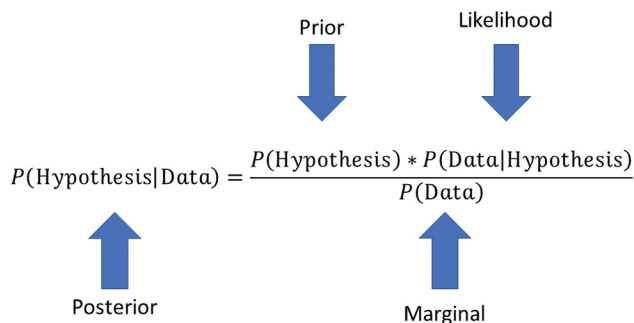 Prior Likelihood
P(Hypothesis|Data) = P(Hypothesis) ∗ P(Data|Hypothesis)
P(Data)
Posterior Marginal